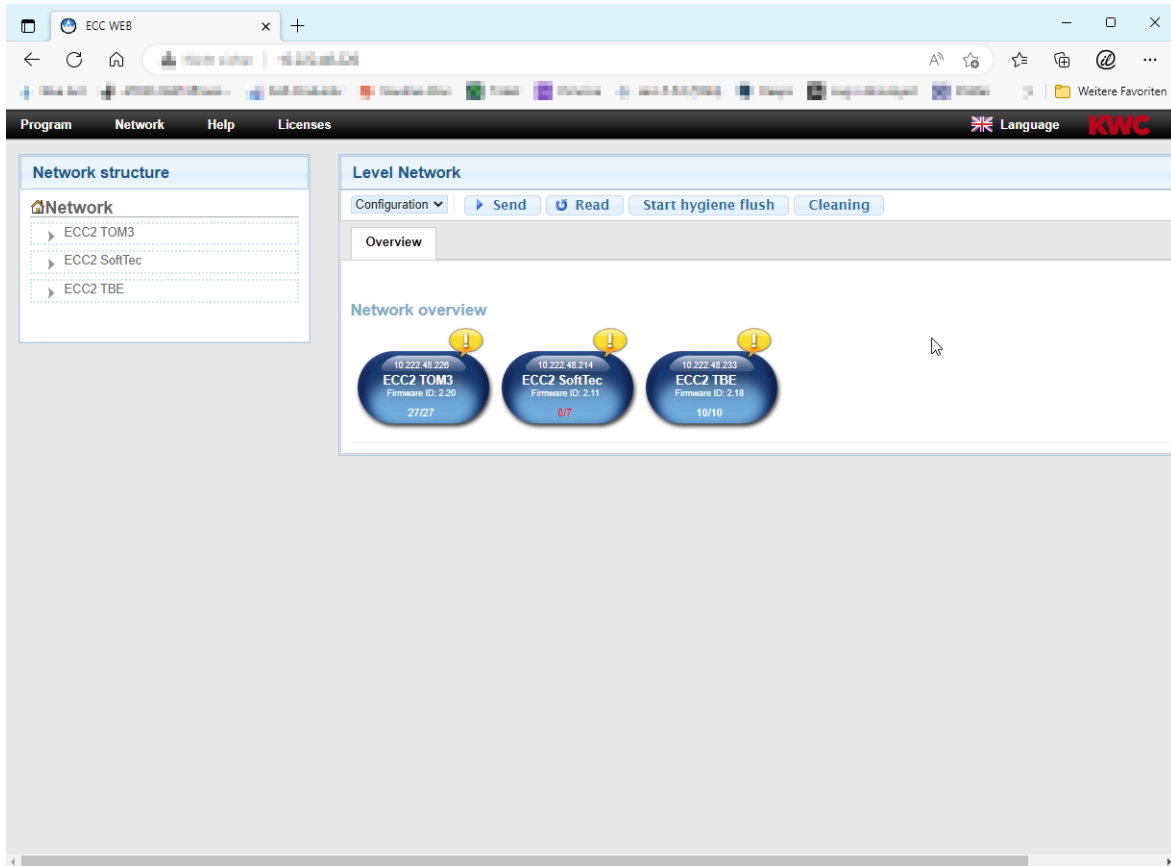 ECC WEB
Weitere Favoriten
Program Network Help Licenses Language KWC
Network structure
Network
ECC2 TOM3
ECC2 SoftTec
ECC2 TBE
Level Network
Configuration Send Read Start hygiene flush Cleaning
Overview
Network overview
10.222.48.226
ECC2 TOM3
Firmware ID: 2.20
27/27
10.222.48.214
ECC2 SoftTec
Firmware ID: 2.11
0/7
10.222.48.233
ECC2 TBE
Firmware ID: 2.18
10/10